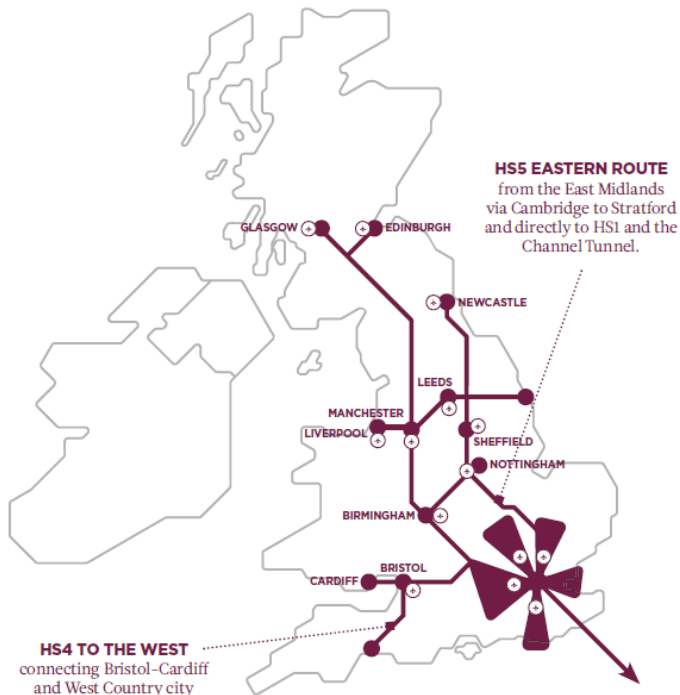 HS5 EASTERN ROUTE
from the East Midlands
via Cambridge to Stratford
and directly to HS1 and the
Channel Tunnel.
GLASGOW
EDINBURGH
NEWCASTLE
LEEDS
MANCHESTER
LIVERPOOL
SHEFFIELD
NOTTINGHAM
BIRMINGHAM
CARDIFF
BRISTOL
HS4 TO THE WEST
connecting Bristol–Cardiff
and West Country city